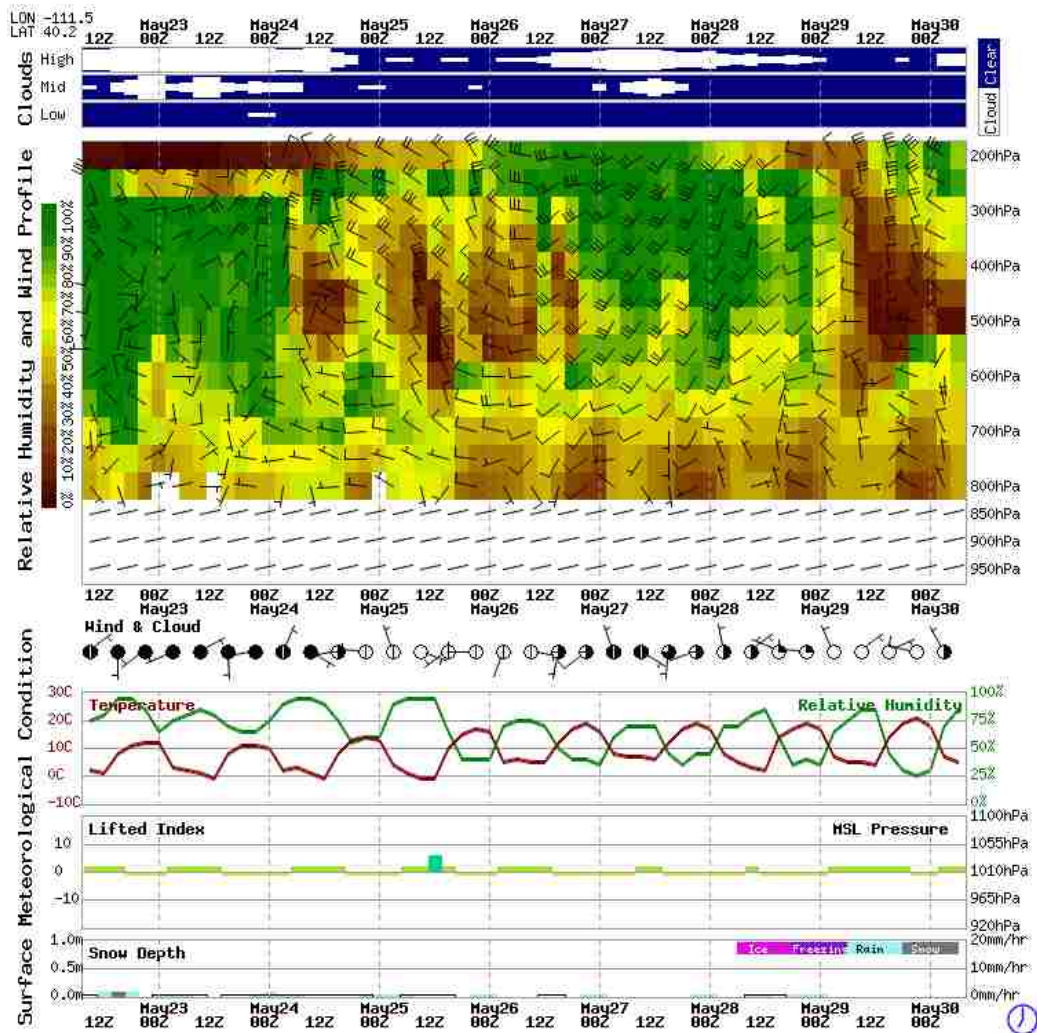 LON -111.5
LAT 40.2
May23 May24 May25 May26 May27 May28 May29 May30
12Z 00Z 12Z 00Z 12Z 00Z 12Z 00Z 12Z 00Z 12Z 00Z 12Z 00Z 12Z 00Z
Clouds
High
Mid
Low
Cloud Clear
Relative Humidity and Wind Profile
0% 10% 20% 30% 40% 50% 60% 70% 80% 90% 100%
200hPa
300hPa
400hPa
500hPa
600hPa
700hPa
800hPa
850hPa
900hPa
950hPa
12Z 00Z 12Z 00Z 12Z 00Z 12Z 00Z 12Z 00Z 12Z 00Z 12Z 00Z 12Z 00Z
May23 May24 May25 May26 May27 May28 May29 May30
Surface Meteorological Condition
Wind & Cloud
30C 100%
Temperature Relative Humidity
20C 75%
10C 50%
0C 25%
-10C 0%
1100hPa
Lifted Index MSL Pressure
10 1055hPa
0 1010hPa
-10 965hPa
920hPa
1.0m 20mm/hr
Snow Depth Ice Freezing Rain Snow
0.5m 10mm/hr
0.0m 0mm/hr
May23 May24 May25 May26 May27 May28 May29 May30
12Z 00Z 12Z 00Z 12Z 00Z 12Z 00Z 12Z 00Z 12Z 00Z 12Z 00Z 12Z 00Z